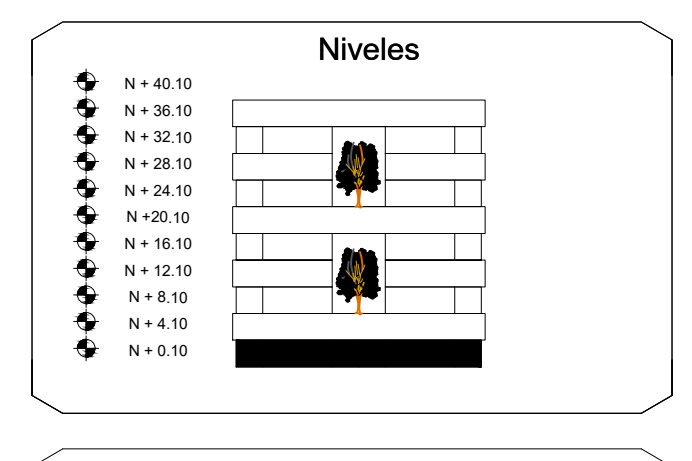 Niveles
N + 40.10
N + 36.10
N + 32.10
N + 28.10
N + 24.10
N +20.10
N + 16.10
N + 12.10
N + 8.10
N + 4.10
N + 0.10